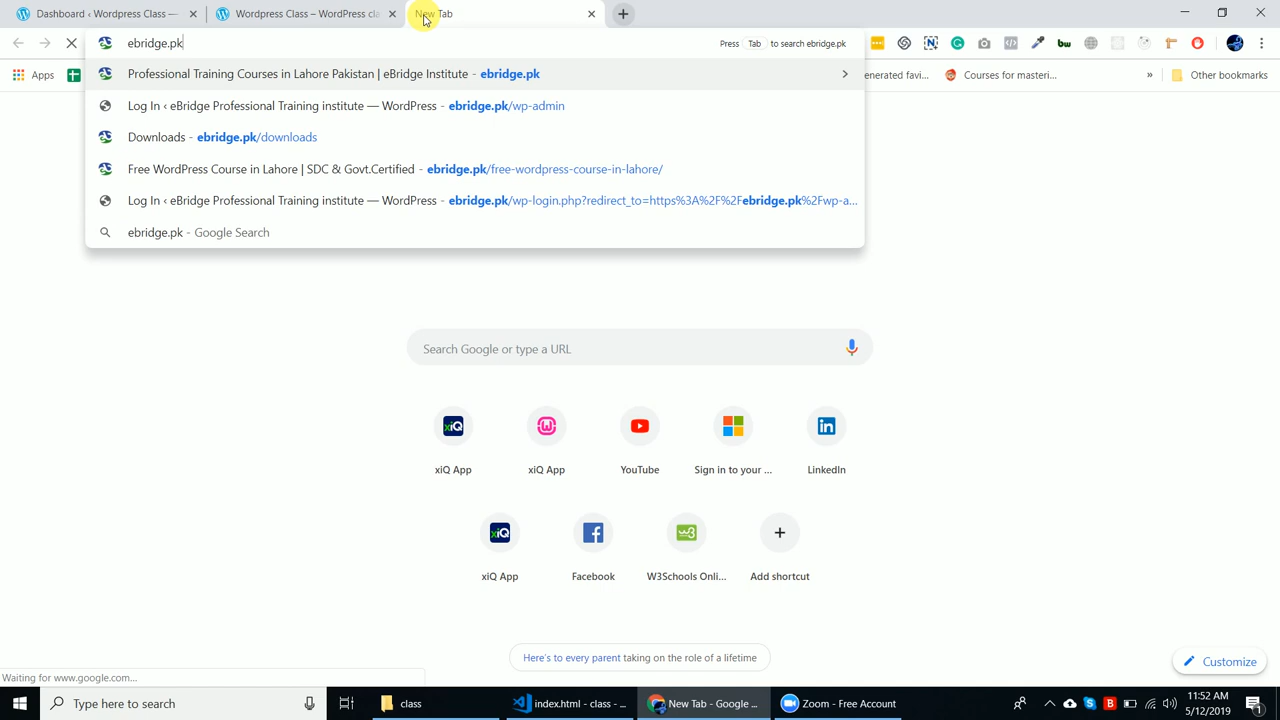 Dashboard ‹ WordPress Class —
WordPress Class – WordPress cla
New Tab
ebridge.pk
Press Tab to search ebridge.pk
Apps
enerated favi...
Courses for masteri...
»
Other bookmarks
Professional Training Courses in Lahore Pakistan | eBridge Institute - ebridge.pk
Log In ‹ eBridge Professional Training institute — WordPress - ebridge.pk/wp-admin
Downloads - ebridge.pk/downloads
Free WordPress Course in Lahore | SDC & Govt.Certified - ebridge.pk/free-wordpress-course-in-lahore/
Log In ‹ eBridge Professional Training institute — WordPress - ebridge.pk/wp-login.php?redirect_to=https%3A%2F%2Febridge.pk%2Fwp-a...
ebridge.pk - Google Search
Search Google or type a URL
xiQ
xiQ App
xiQ App
YouTube
Sign in to your ...
in
LinkedIn
xiQ
xiQ App
Facebook
W3Schools Onli...
Add shortcut
Here's to every parent taking on the role of a lifetime
Customize
Waiting for www.google.com...
Type here to search
class
index.html - class - ...
New Tab - Google ...
Zoom - Free Account
11:52 AM
5/12/2019